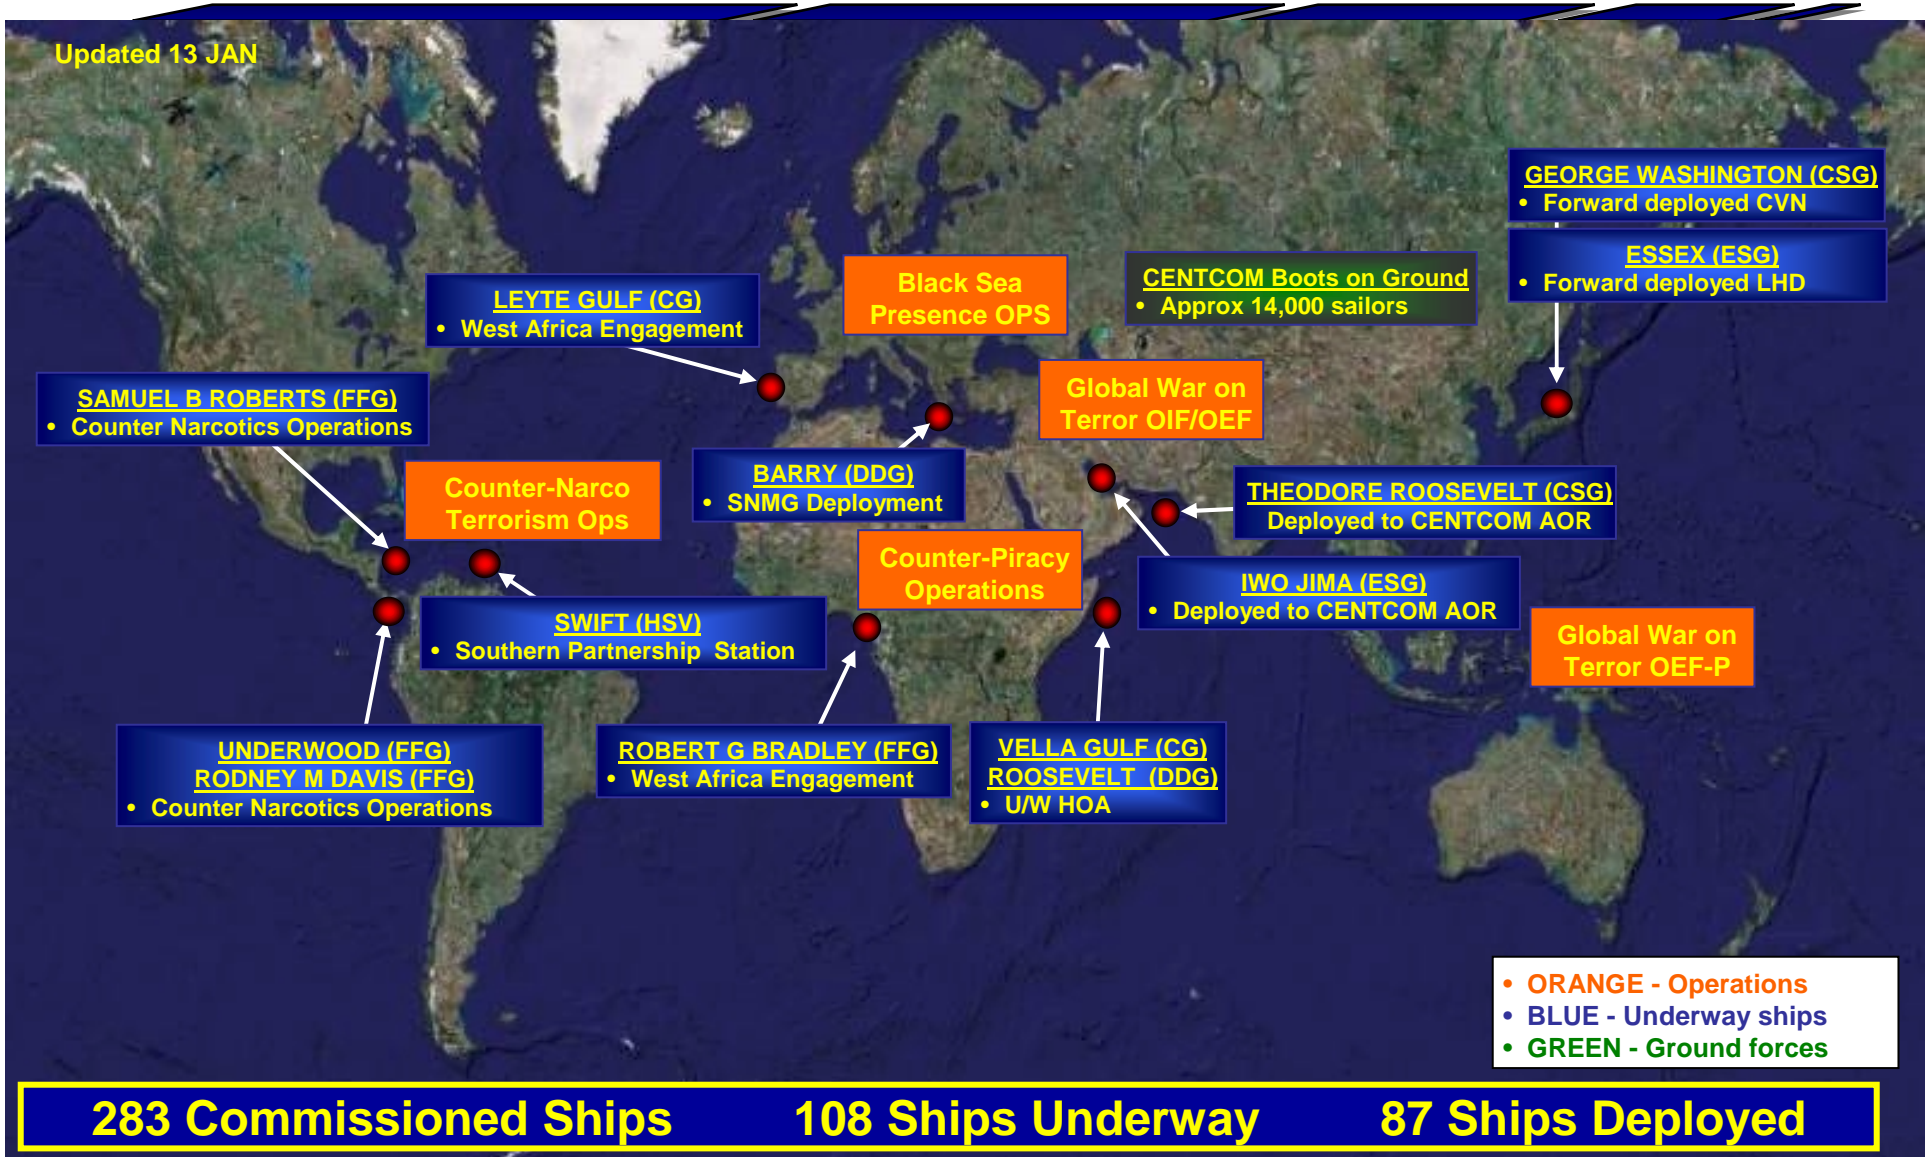 Updated 13 JAN
GEORGE WASHINGTON (CSG)
• Forward deployed CVN
ESSEX (ESG)
• Forward deployed LHD
CENTCOM Boots on Ground
• Approx 14,000 sailors
Black Sea
Presence OPS
LEYTE GULF (CG)
• West Africa Engagement
Global War on
Terror OIF/OEF
SAMUEL B ROBERTS (FFG)
• Counter Narcotics Operations
Counter-Narco
Terrorism Ops
BARRY (DDG)
• SNMG Deployment
THEODORE ROOSEVELT (CSG)
Deployed to CENTCOM AOR
Counter-Piracy
Operations
IWO JIMA (ESG)
• Deployed to CENTCOM AOR
SWIFT (HSV)
• Southern Partnership Station
Global War on
Terror OEF-P
UNDERWOOD (FFG)
RODNEY M DAVIS (FFG)
• Counter Narcotics Operations
ROBERT G BRADLEY (FFG)
• West Africa Engagement
VELLA GULF (CG)
ROOSEVELT (DDG)
• U/W HOA
• ORANGE - Operations
• BLUE - Underway ships
• GREEN - Ground forces
283 Commissioned Ships 108 Ships Underway 87 Ships Deployed